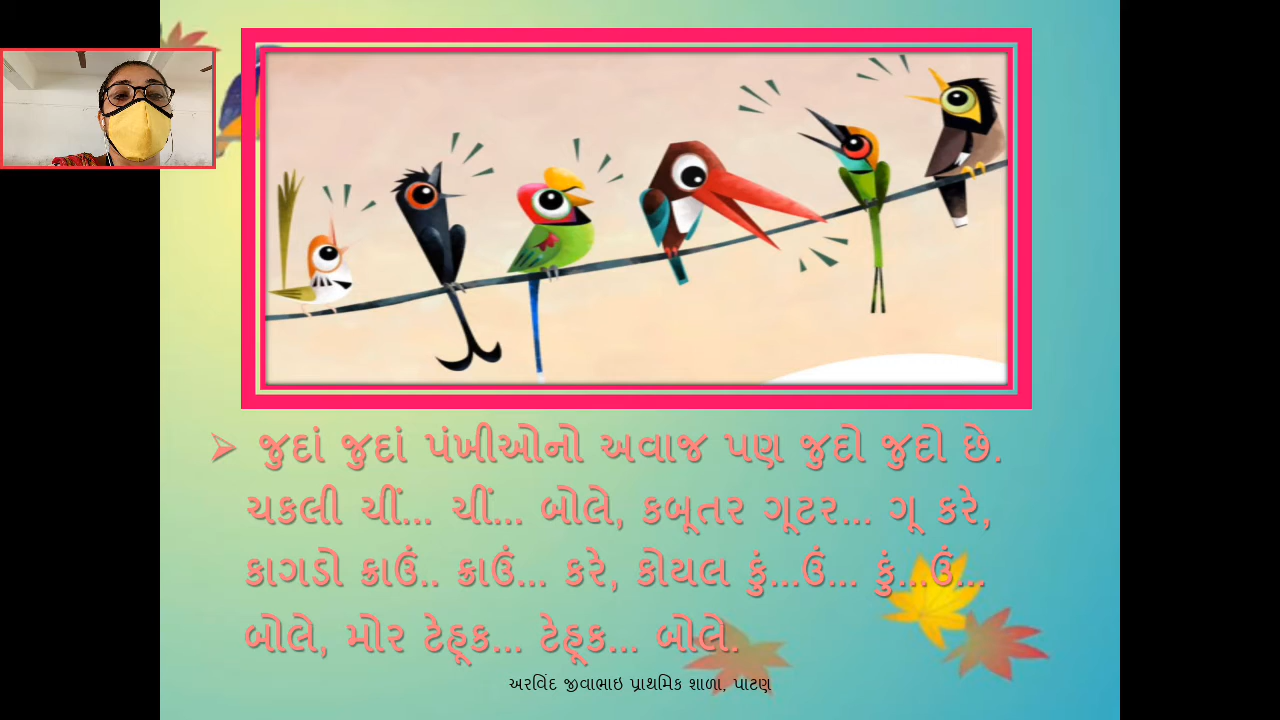 જુદાં જુદાં પંખીઓનો અવાજ પણ જુદો જુદો છે.
ચકલી ચીં... ચીં... બોલે, કબૂતર ગૂટર... ગૂ કરે,
કાગડો ક્રાઉં.. ક્રાઉં... કરે, કોયલ કું...ઉં... કું...ઉં...
બોલે, મોર ટેહૂક... ટેહૂક... બોલે.
અરવિંદ જીવાભાઇ પ્રાથમિક શાળા, પાટણ